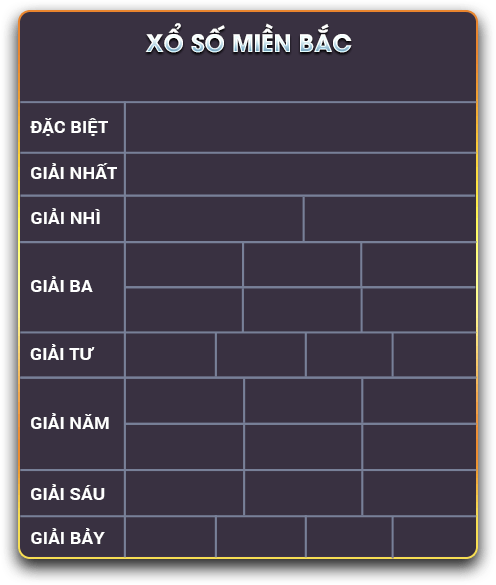 XỔ SỐ MIỀN BẮC
ĐẶC BIỆT
GIẢI NHẤT
GIẢI NHÌ
GIẢI BA
GIẢI TƯ
GIẢI NĂM
GIẢI SÁU
GIẢI BẢY